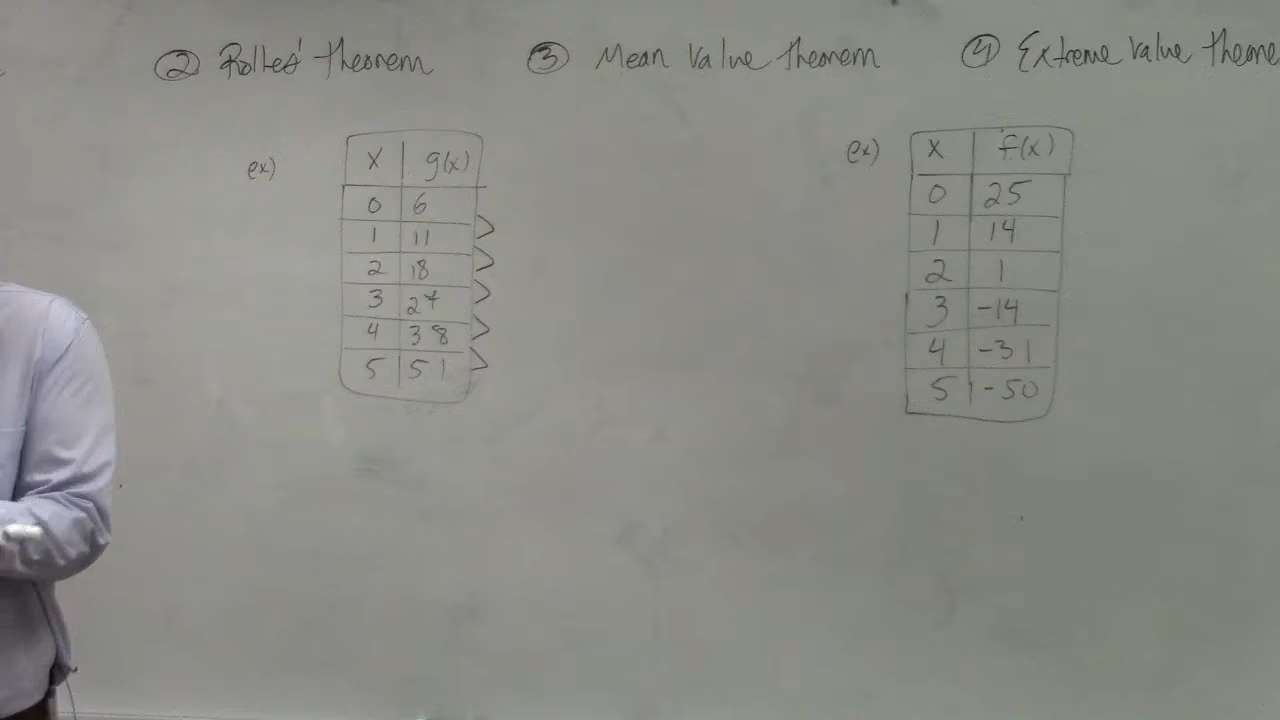 ② Rolles' theorem ③ Mean Value theorem ④ Extreme Value theore
ex)
x g(x)
0 6
1 11
2 18
3 27
4 38
5 51
ex)
x f(x)
0 25
1 14
2 1
3 -14
4 -31
5 -50